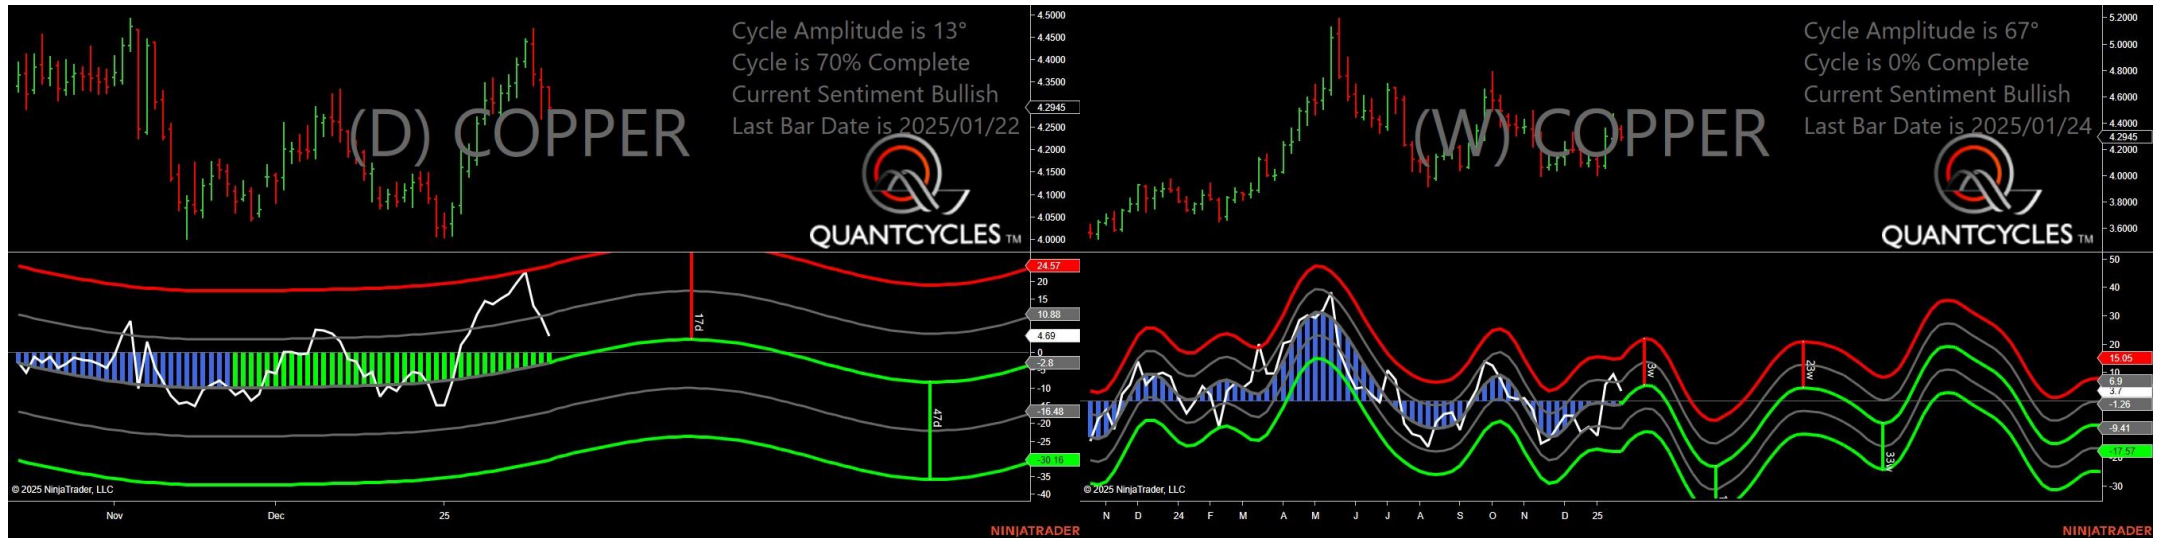 Cycle Amplitude is 13°
Cycle is 70% Complete
Current Sentiment Bullish
Last Bar Date is 2025/01/22
(D) COPPER
QUANTCYCLES TM
4.5000
4.4500
4.4000
4.3500
4.2945
4.2500
4.2000
4.1500
4.1000
4.0500
4.0000
24.57
20
15
10.88
4.69
0
-2.8
-10
-16.48
-20
-25
-30.16
-35
-40
17d
47d
© 2025 NinjaTrader, LLC
Nov
Dec
25
NINJATRADER
Cycle Amplitude is 67°
Cycle is 0% Complete
Current Sentiment Bullish
Last Bar Date is 2025/01/24
(W) COPPER
QUANTCYCLES TM
5.2000
5.0000
4.8000
4.6000
4.4000
4.2945
4.2000
4.0000
3.8000
3.6000
50
40
30
20
15.05
10
6.9
3.7
-1.26
-9.41
-17.57
-30
23w
33w
© 2025 NinjaTrader, LLC
N D 24 F M A M J J A S O N D 25
NINJATRADER